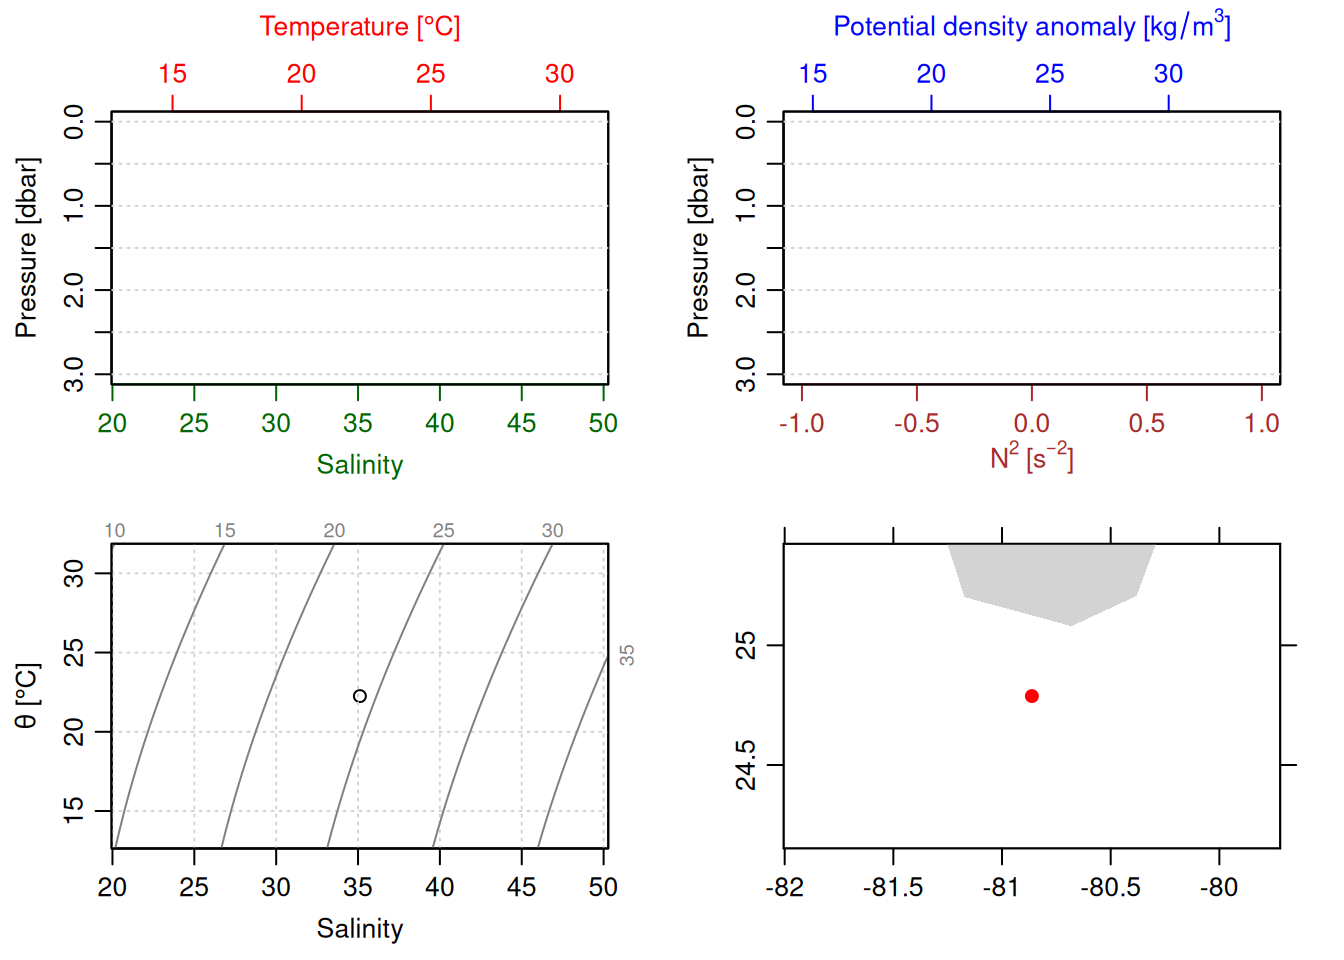 Temperature [°C]
15 20 25 30
0.0 1.0 2.0 3.0
Pressure [dbar]
20 25 30 35 40 45 50
Salinity
Potential density anomaly [kg/m³]
15 20 25 30
0.0 1.0 2.0 3.0
Pressure [dbar]
-1.0 -0.5 0.0 0.5 1.0
N² [s⁻²]
10 15 20 25 30
35
30 25 20 15
θ [°C]
20 25 30 35 40 45 50
Salinity
25
24.5
-82 -81.5 -81 -80.5 -80